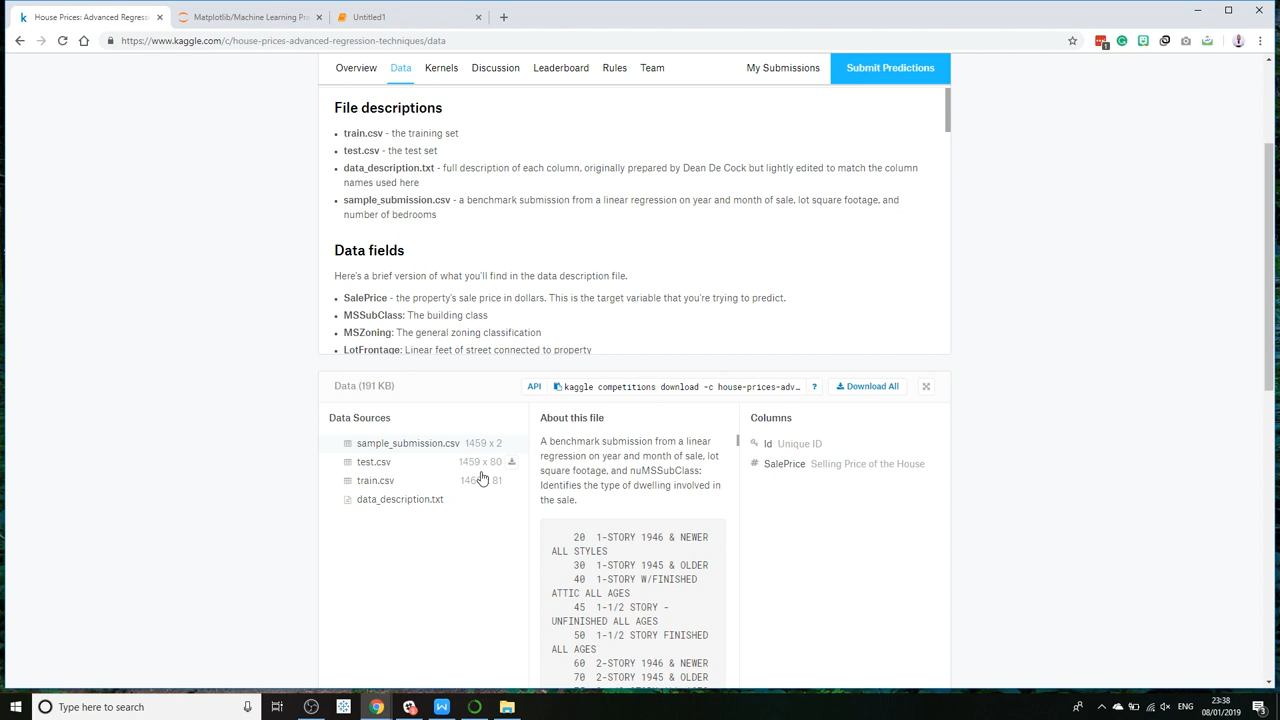 House Prices: Advanced Regressi
Matplotlib/Machine Learning Pra
Untitled1
https://www.kaggle.com/c/house-prices-advanced-regression-techniques/data
Overview
Data
Kernels
Discussion
Leaderboard
Rules
Team
My Submissions
Submit Predictions
File descriptions
train.csv - the training set
test.csv - the test set
data_description.txt - full description of each column, originally prepared by Dean De Cock but lightly edited to match the column
names used here
sample_submission.csv - a benchmark submission from a linear regression on year and month of sale, lot square footage, and
number of bedrooms
Data fields
Here's a brief version of what you'll find in the data description file.
SalePrice - the property's sale price in dollars. This is the target variable that you're trying to predict.
MSSubClass: The building class
MSZoning: The general zoning classification
LotFrontage: Linear feet of street connected to property
Data (191 KB)
API
kaggle competitions download -c house-prices-adv…
?
Download All
Data Sources
sample_submission.csv 1459 x 2
test.csv 1459 x 80
train.csv 81
data_description.txt
About this file
A benchmark submission from a linear
regression on year and month of sale, lot
square footage, and nuMSSubClass:
Identifies the type of dwelling involved in
the sale.
20 1-STORY 1946 & NEWER
ALL STYLES
30 1-STORY 1945 & OLDER
40 1-STORY W/FINISHED
ATTIC ALL AGES
45 1-1/2 STORY -
UNFINISHED ALL AGES
50 1-1/2 STORY FINISHED
ALL AGES
60 2-STORY 1946 & NEWER
70 2-STORY 1945 & OLDER
Columns
Id Unique ID
SalePrice Selling Price of the House
Type here to search
ENG
23:38
08/01/2019